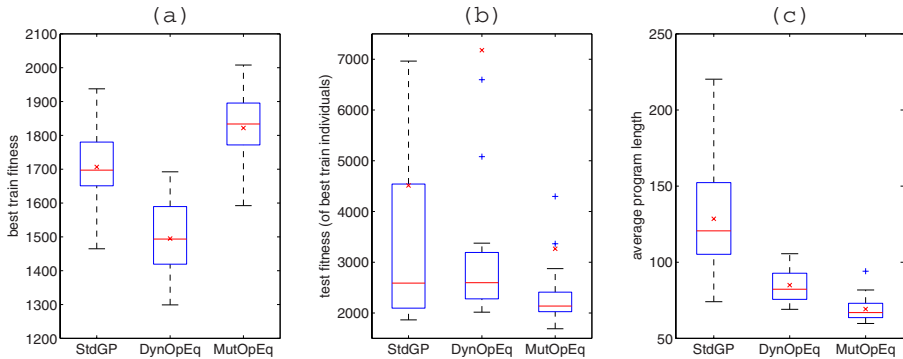 (a)
best train fitness
2100
2000
1900
1800
1700
1600
1500
1400
1300
1200
StdGP DynOpEq MutOpEq
(b)
test fitness (of best train individuals)
7000
6000
5000
4000
3000
2000
StdGP DynOpEq MutOpEq
(c)
average program length
250
200
150
100
50
StdGP DynOpEq MutOpEq